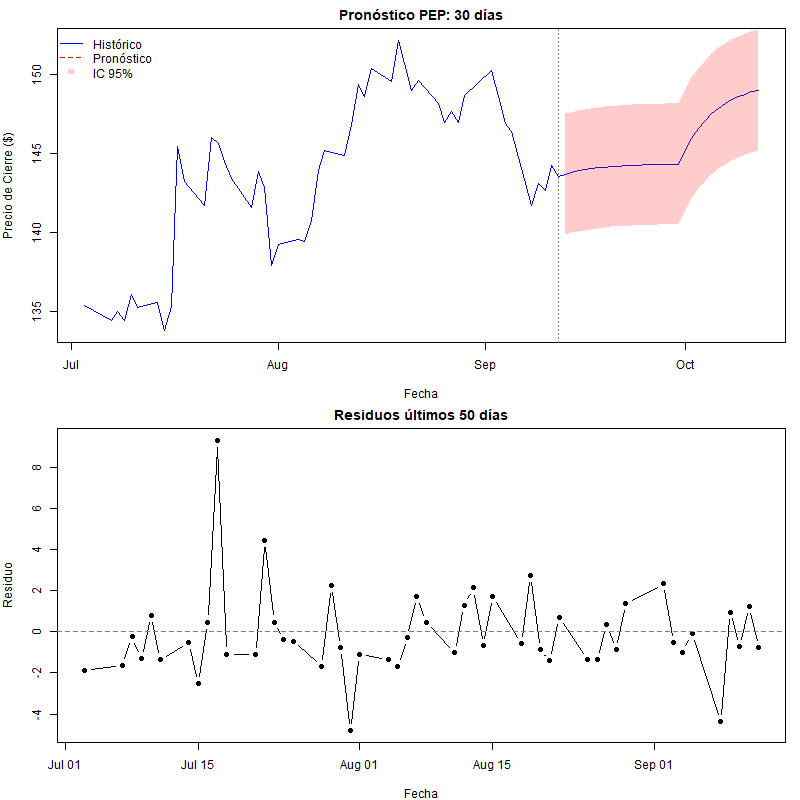 Pronóstico PEP: 30 días
Histórico
Pronóstico
IC 95%
Precio de Cierre ($)
150
145
140
135
Jul
Aug
Sep
Oct
Fecha
Residuos últimos 50 días
Residuo
8
6
4
2
0
-2
-4
Jul 01
Jul 15
Aug 01
Aug 15
Sep 01
Fecha